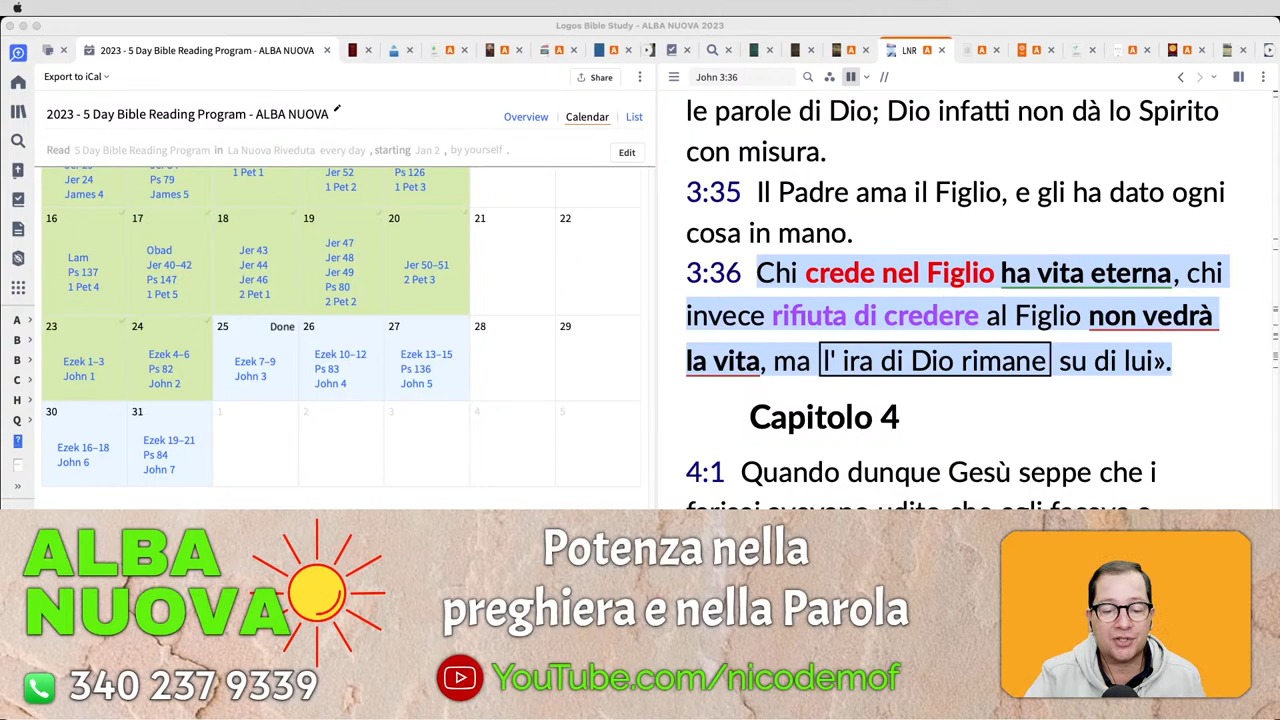 Logos Bible Study - ALBA NUOVA 2023
2023 - 5 Day Bible Reading Program - ALBA NUOVA
LNR
Export to iCal
Share
John 3:36
2023 - 5 Day Bible Reading Program - ALBA NUOVA
Overview
Calendar
List
Read 5 Day Bible Reading Program in La Nuova Riveduta every day , starting Jan 2 , by yourself .
Edit
Jer 24
James 4
Ps 79
James 5
1 Pet 1
Jer 52
1 Pet 2
Ps 126
1 Pet 3
16
Lam
Ps 137
1 Pet 4
17
Obad
Jer 40–42
Ps 147
1 Pet 5
18
Jer 43
Jer 44
Jer 46
2 Pet 1
19
Jer 47
Jer 48
Jer 49
Ps 80
2 Pet 2
20
Jer 50–51
2 Pet 3
21
22
23
Ezek 1–3
John 1
24
Ezek 4–6
Ps 82
John 2
25 Done
Ezek 7–9
John 3
26
Ezek 10–12
Ps 83
John 4
27
Ezek 13–15
Ps 136
John 5
28
29
30
Ezek 16–18
John 6
31
Ezek 19–21
Ps 84
John 7
1
2
3
4
5
A
B
B
C
H
Q
?
le parole di Dio; Dio infatti non dà lo Spirito
con misura.
3:35 Il Padre ama il Figlio, e gli ha dato ogni
cosa in mano.
3:36 Chi crede nel Figlio ha vita eterna, chi
invece rifiuta di credere al Figlio non vedrà
la vita, ma l' ira di Dio rimane su di lui».
Capitolo 4
4:1 Quando dunque Gesù seppe che i
ALBA
NUOVA
340 237 9339
Potenza nella
preghiera e nella Parola
YouTube.com/nicodemof